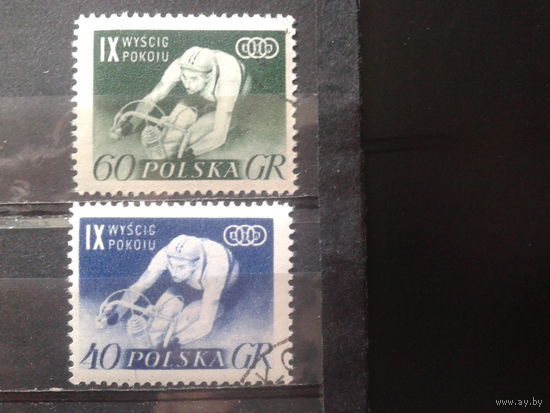 IX WYŚCIG
POKOJU
60 POLSKA GR
IX WYŚCIG
POKOJU
40 POLSKA GR
www.ay.by